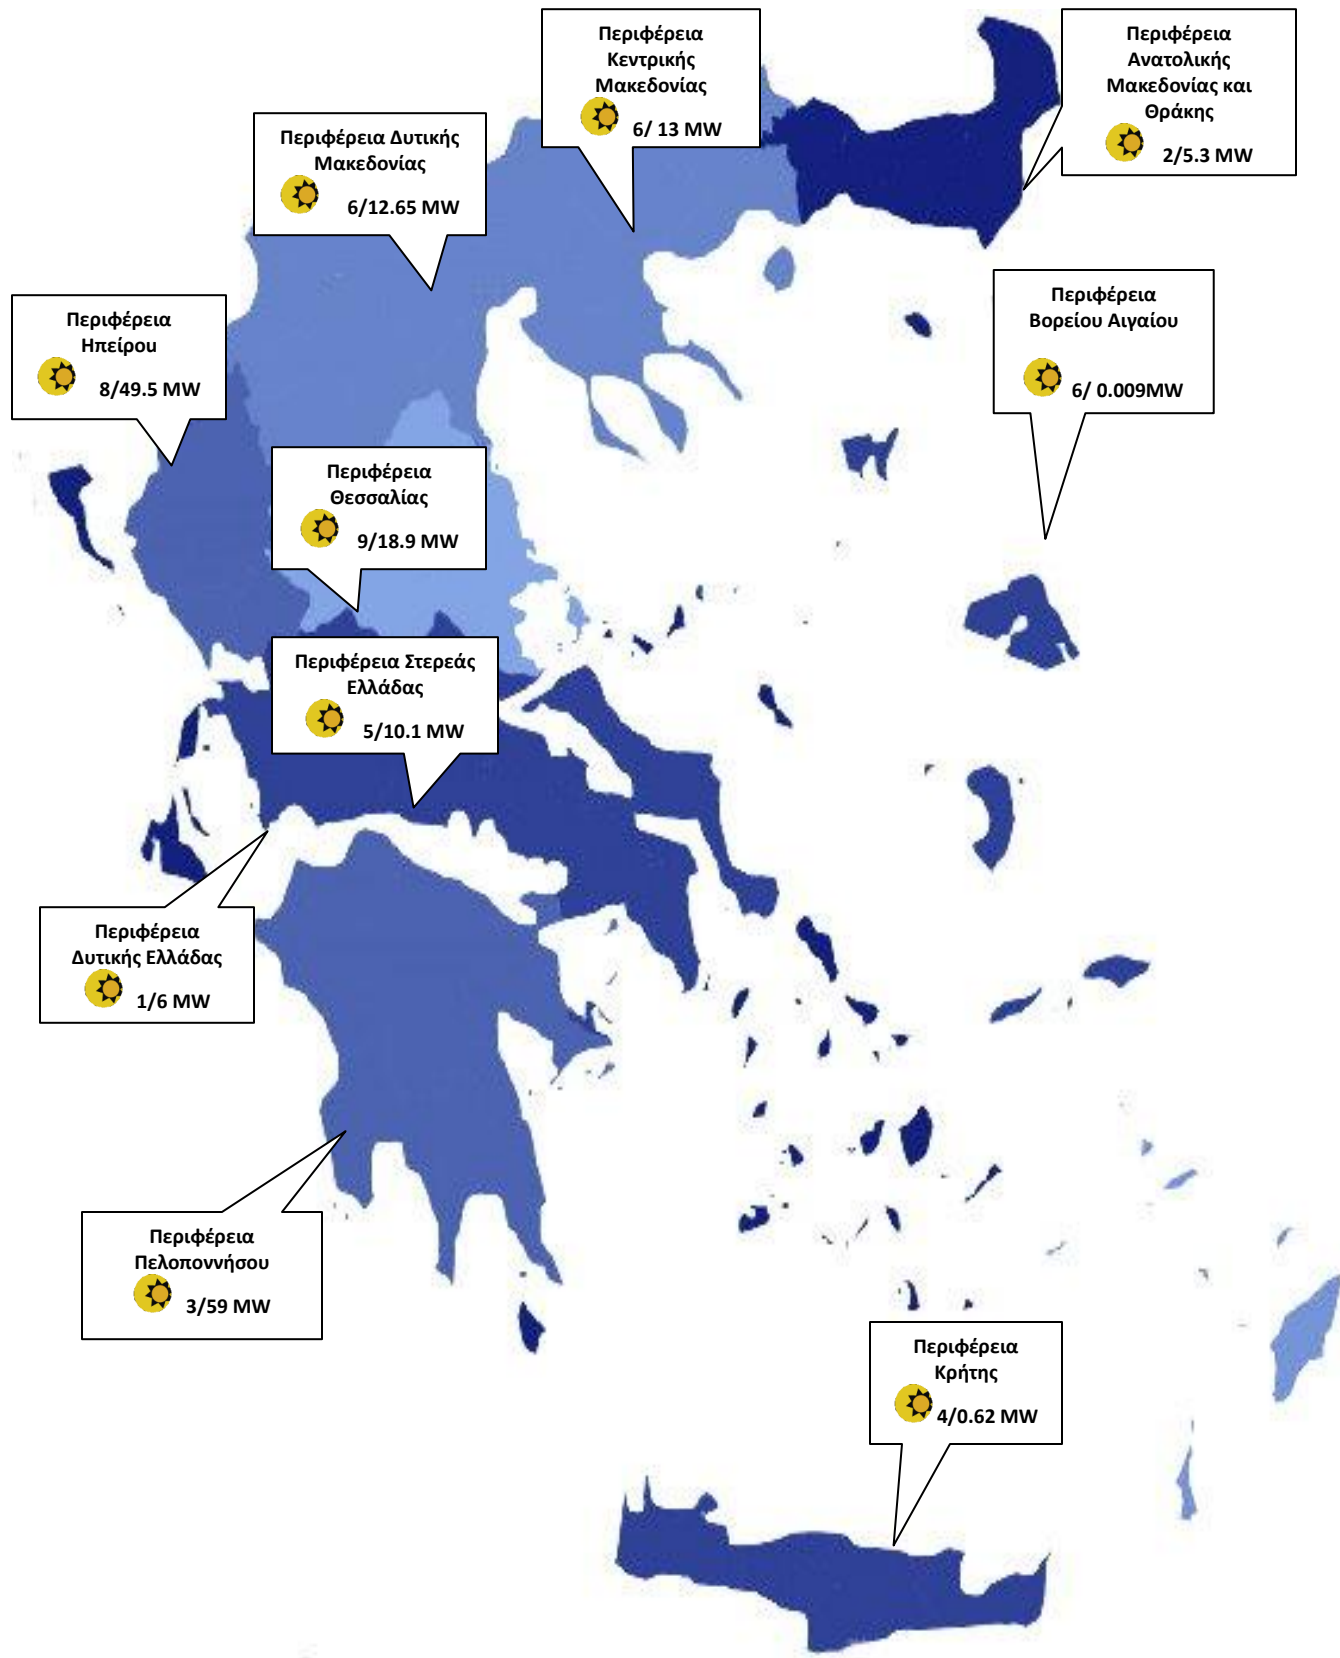 Περιφέρεια
Κεντρικής
Μακεδονίας
6/ 13 MW
Περιφέρεια
Ανατολικής
Μακεδονίας και
Θράκης
2/5.3 MW
Περιφέρεια Δυτικής
Μακεδονίας
6/12.65 MW
Περιφέρεια
Βορείου Αιγαίου
6/ 0.009MW
Περιφέρεια
Ηπείρου
8/49.5 MW
Περιφέρεια
Θεσσαλίας
9/18.9 MW
Περιφέρεια Στερεάς
Ελλάδας
5/10.1 MW
Περιφέρεια
Δυτικής Ελλάδας
1/6 MW
Περιφέρεια
Πελοποννήσου
3/59 MW
Περιφέρεια
Κρήτης
4/0.62 MW